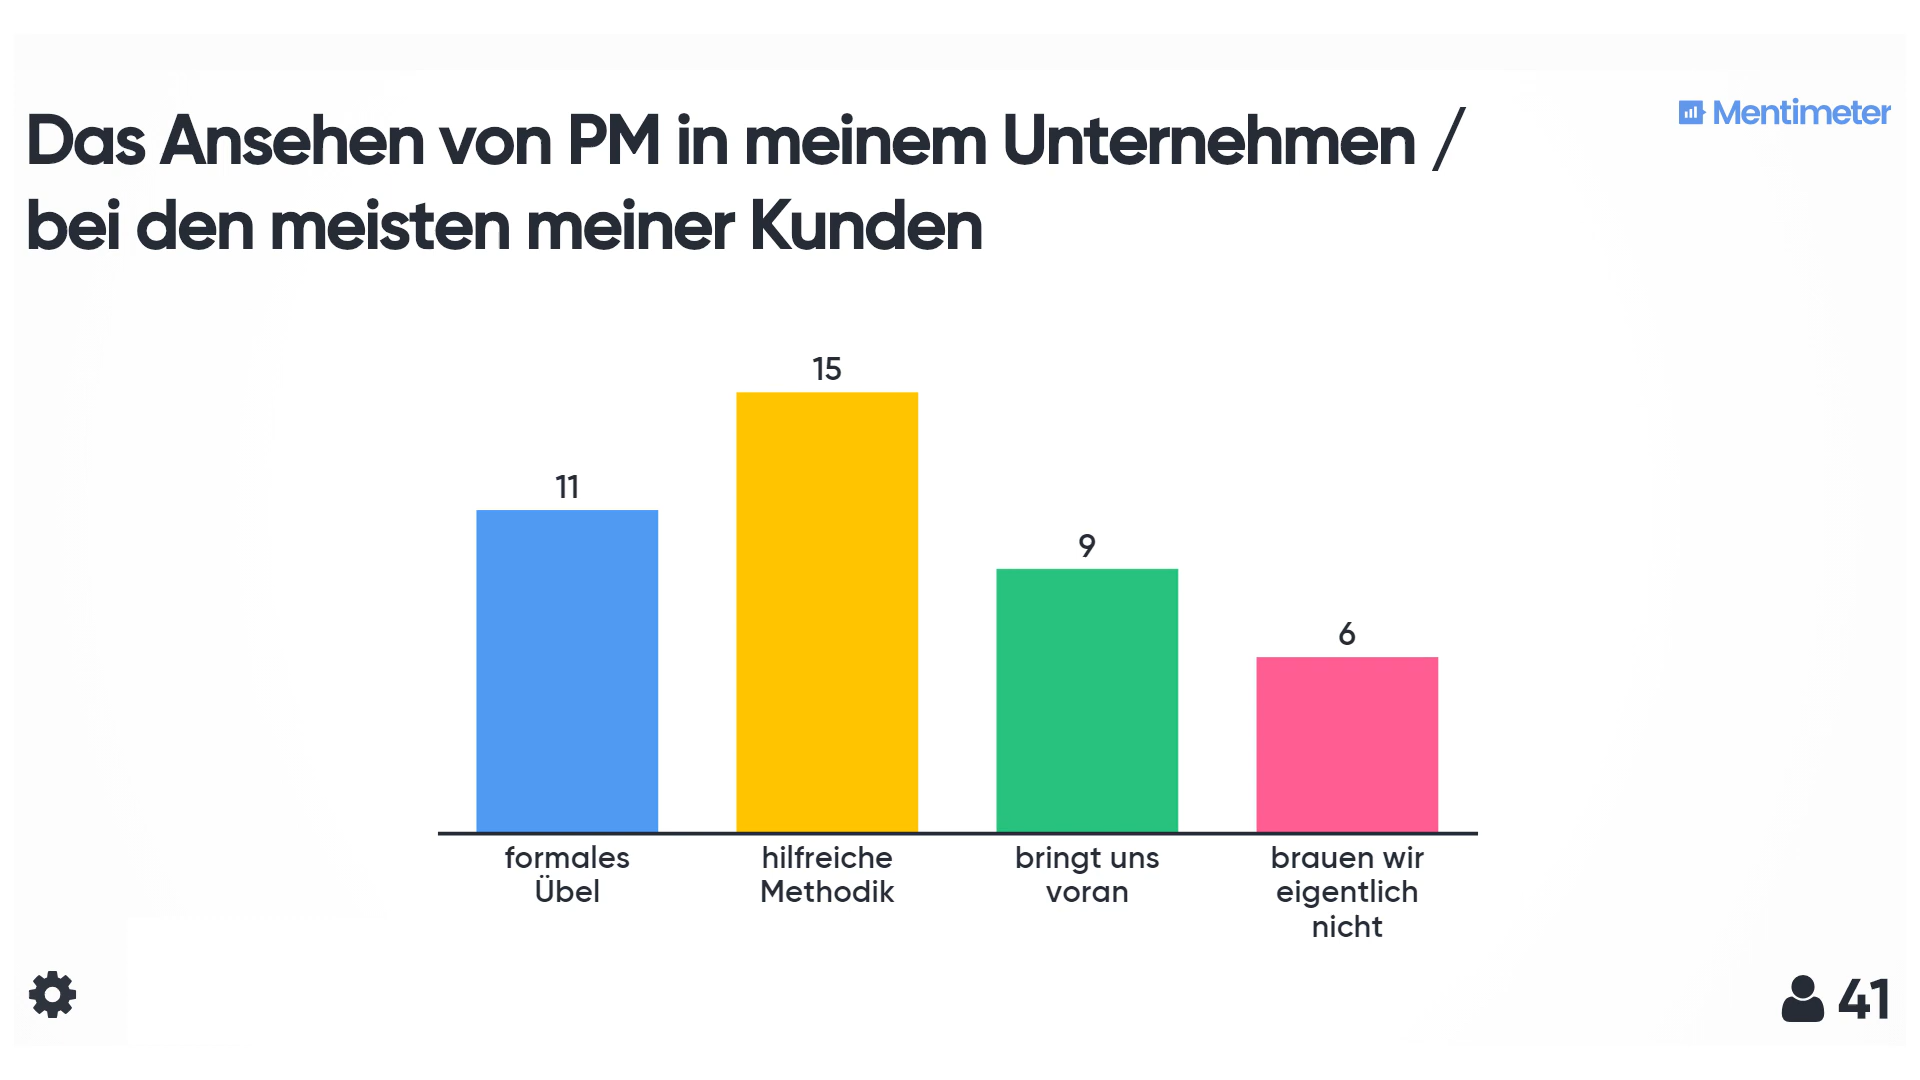 Das Ansehen von PM in meinem Unternehmen /
bei den meisten meiner Kunden
Mentimeter
15
11
9
6
formales
Übel
hilfreiche
Methodik
bringt uns
voran
brauen wir
eigentlich
nicht
41